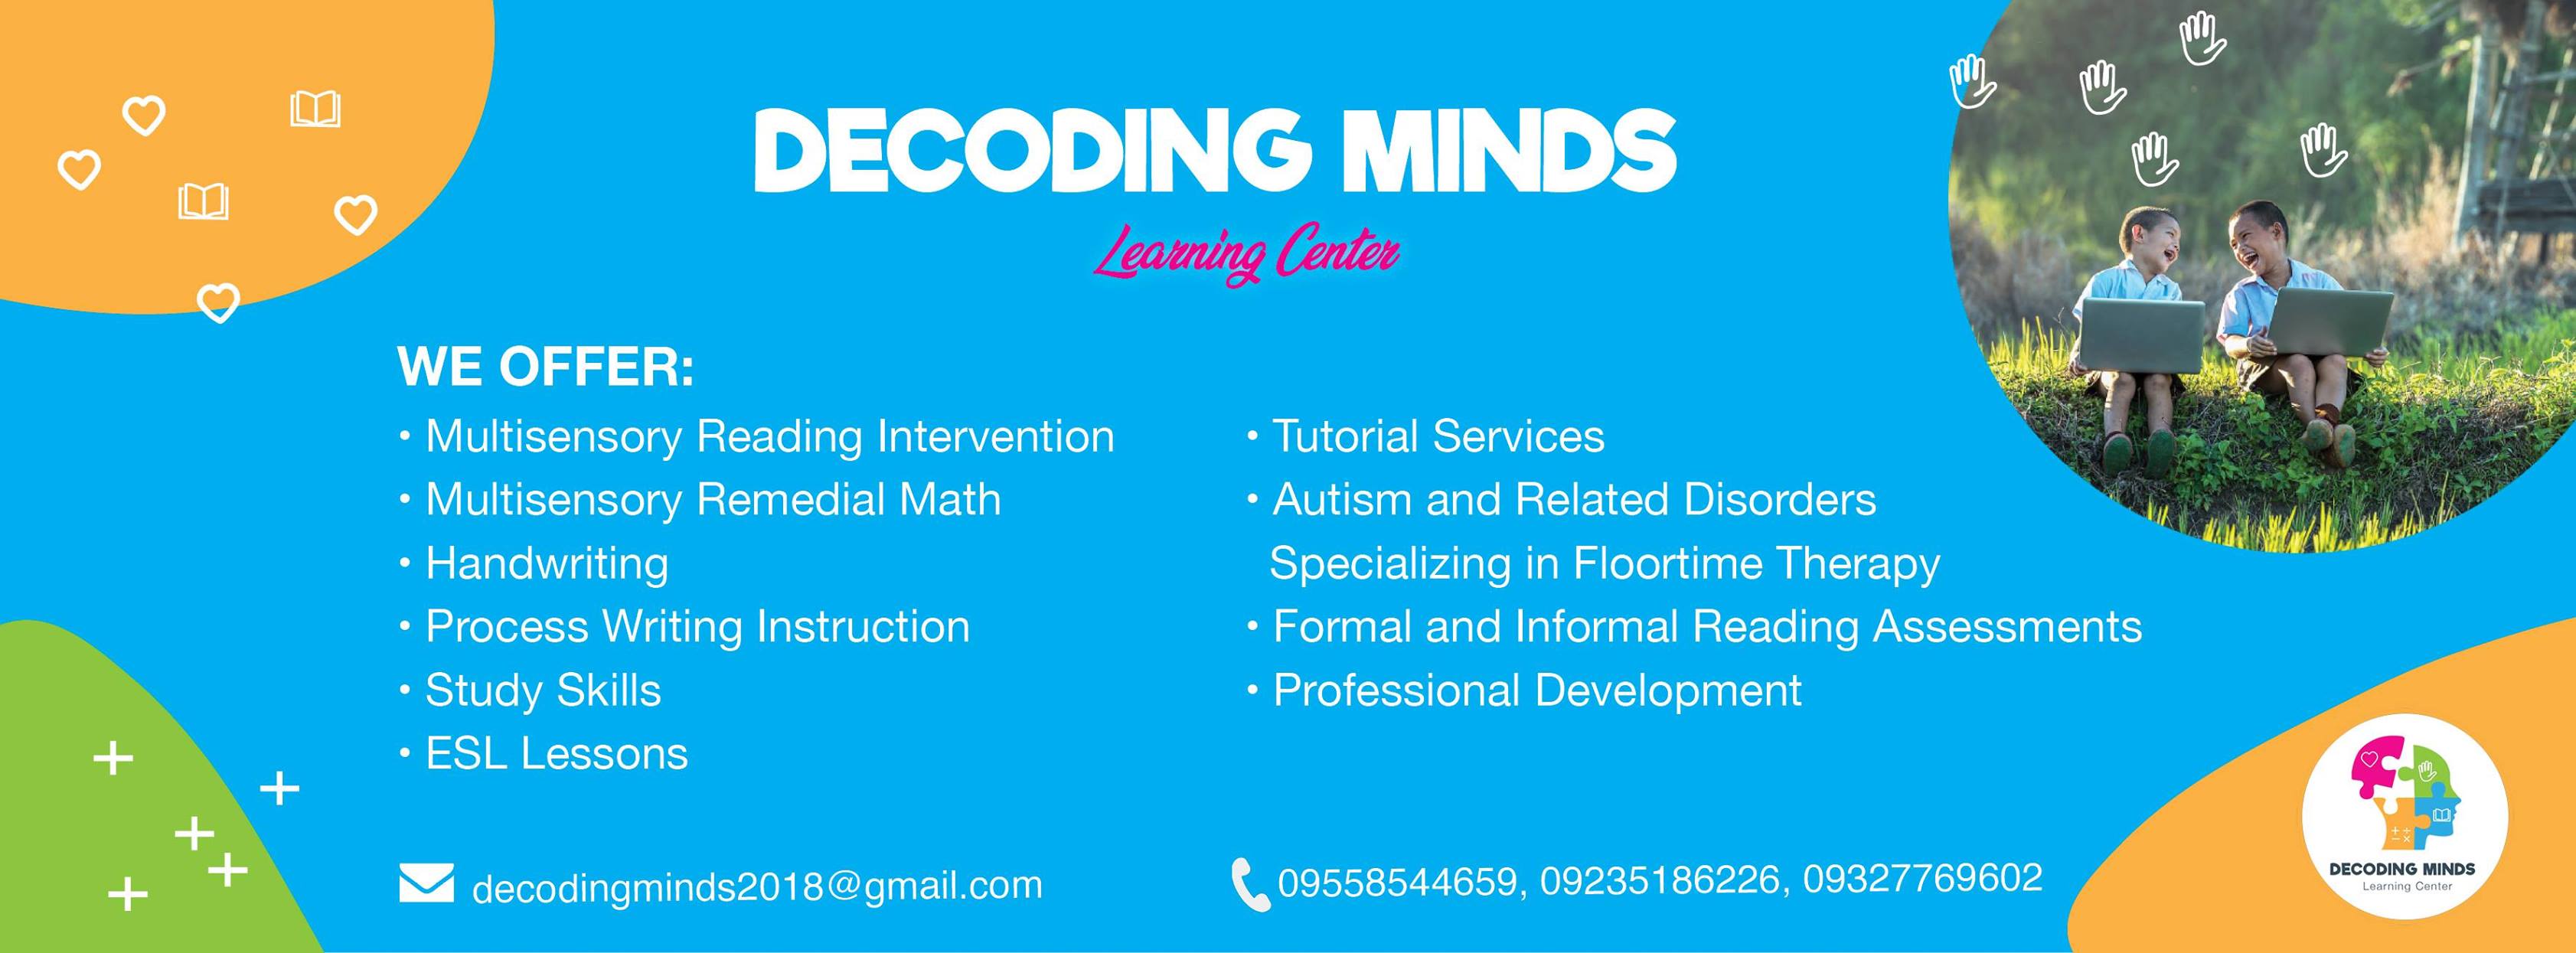 DECODING MINDS
Learning Center
WE OFFER:
• Multisensory Reading Intervention
• Multisensory Remedial Math
• Handwriting
• Process Writing Instruction
• Study Skills
• ESL Lessons
• Tutorial Services
• Autism and Related Disorders
Specializing in Floortime Therapy
• Formal and Informal Reading Assessments
• Professional Development
decodingminds2018@gmail.com
09558544659, 09235186226, 09327769602
DECODING MINDS
Learning Center